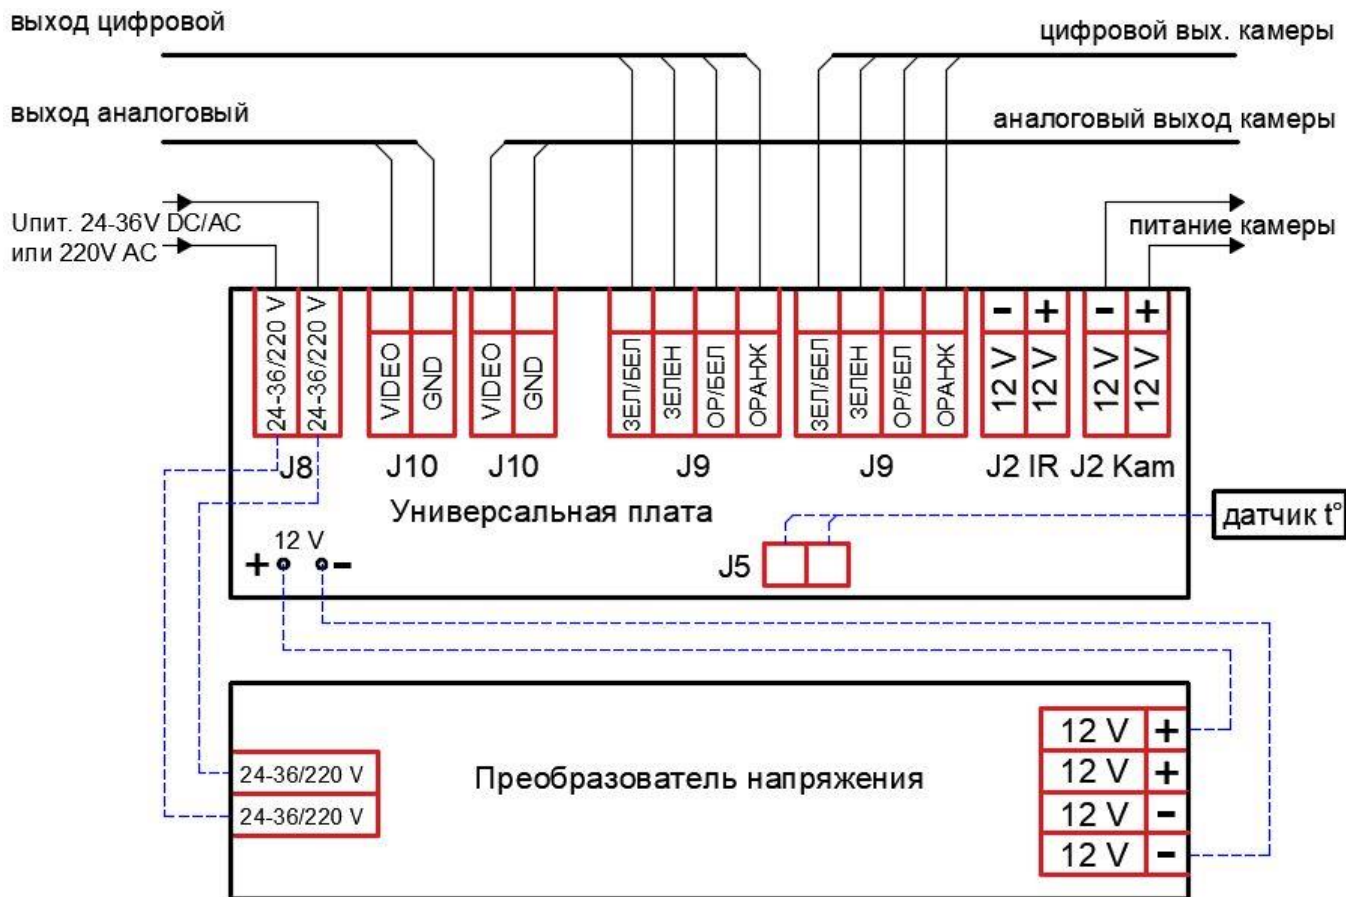 выход цифровой
цифровой вых. камеры
выход аналоговый
аналоговый выход камеры
Uпит. 24-36V DC/AC
или 220V AC
питание камеры
24-36/220 V
24-36/220 V
VIDEO
GND
VIDEO
GND
ЗЕЛ/БЕЛ
ЗЕЛЕН
ОР/БЕЛ
ОРАНЖ
ЗЕЛ/БЕЛ
ЗЕЛЕН
ОР/БЕЛ
ОРАНЖ
12 V -
12 V +
12 V -
12 V +
J8
J10
J10
J9
J9
J2 IR
J2 Kam
Универсальная плата
датчик t°
12 V
+ -
J5
12 V +
24-36/220 V
Преобразователь напряжения
12 V +
24-36/220 V
12 V -
12 V -